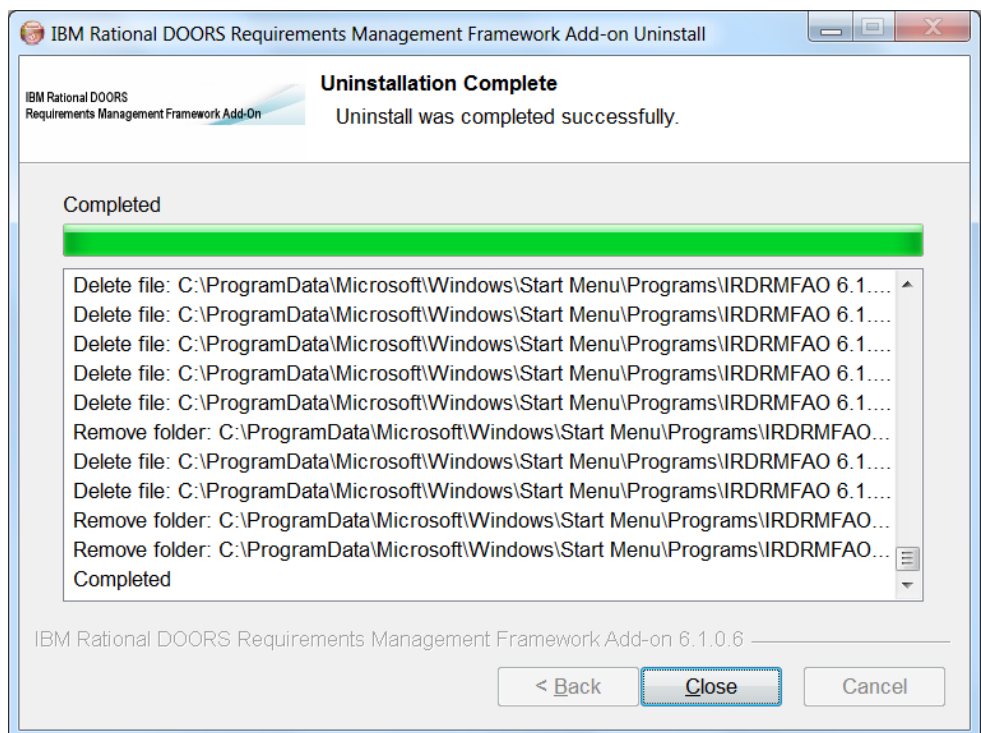 IBM Rational DOORS Requirements Management Framework Add-on Uninstall
IBM Rational DOORS
Requirements Management Framework Add-On
Uninstallation Complete
Uninstall was completed successfully.
Completed
Delete file: C:\ProgramData\Microsoft\Windows\Start Menu\Programs\IRDRMFAO 6.1....
Delete file: C:\ProgramData\Microsoft\Windows\Start Menu\Programs\IRDRMFAO 6.1....
Delete file: C:\ProgramData\Microsoft\Windows\Start Menu\Programs\IRDRMFAO 6.1....
Delete file: C:\ProgramData\Microsoft\Windows\Start Menu\Programs\IRDRMFAO 6.1....
Delete file: C:\ProgramData\Microsoft\Windows\Start Menu\Programs\IRDRMFAO 6.1....
Remove folder: C:\ProgramData\Microsoft\Windows\Start Menu\Programs\IRDRMFAO...
Delete file: C:\ProgramData\Microsoft\Windows\Start Menu\Programs\IRDRMFAO 6.1....
Delete file: C:\ProgramData\Microsoft\Windows\Start Menu\Programs\IRDRMFAO 6.1....
Remove folder: C:\ProgramData\Microsoft\Windows\Start Menu\Programs\IRDRMFAO...
Remove folder: C:\ProgramData\Microsoft\Windows\Start Menu\Programs\IRDRMFAO...
Completed
IBM Rational DOORS Requirements Management Framework Add-on 6.1.0.6
< Back
Close
Cancel